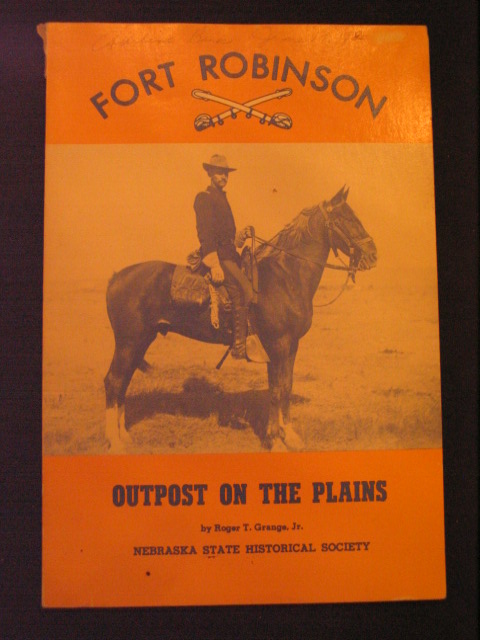 FORT ROBINSON
OUTPOST ON THE PLAINS
by Roger T. Grange, Jr.
NEBRASKA STATE HISTORICAL SOCIETY